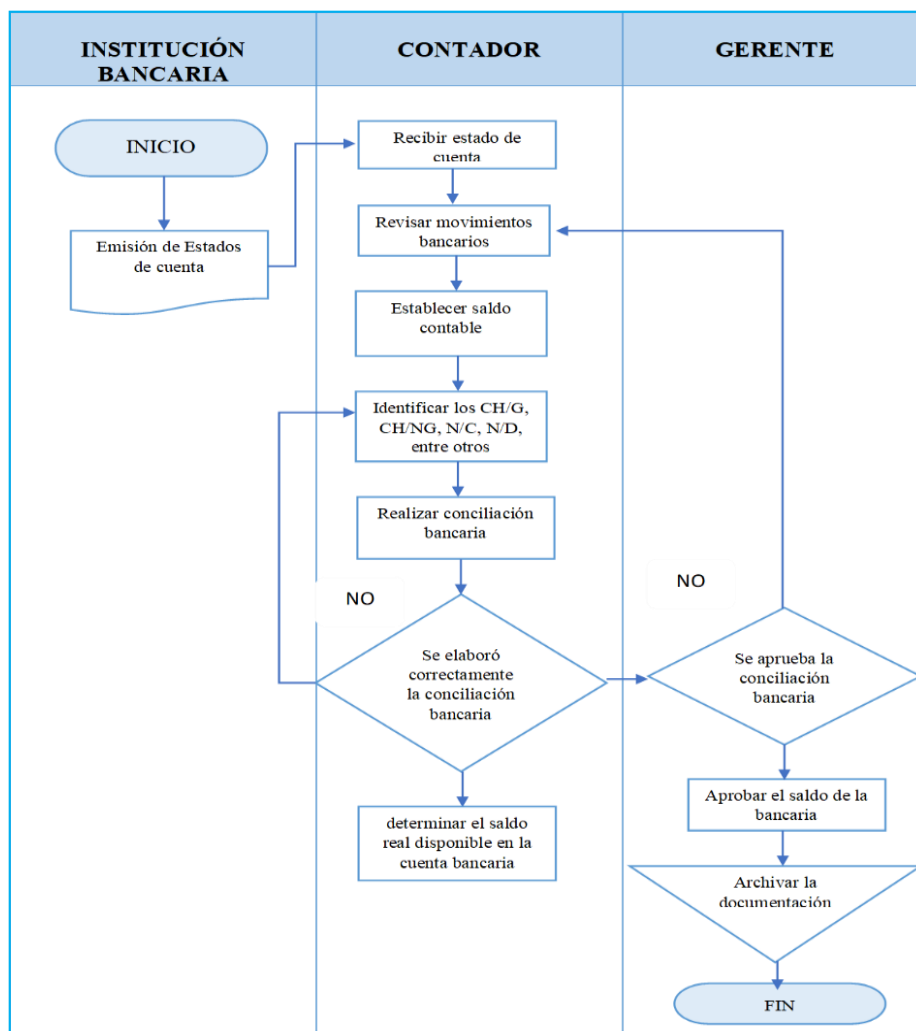 INSTITUCIÓN
BANCARIA
CONTADOR
GERENTE
INICIO
Emisión de Estados
de cuenta
Recibir estado de
cuenta
Revisar movimientos
bancarios
Establecer saldo
contable
Identificar los CH/G,
CH/NG, N/C, N/D,
entre otros
Realizar conciliación
bancaria
NO
Se elaboró
correctamente
la conciliación
bancaria
determinar el saldo
real disponible en la
cuenta bancaria
NO
Se aprueba la
conciliación
bancaria
Aprobar el saldo de la
bancaria
Archivar la
documentación
FIN